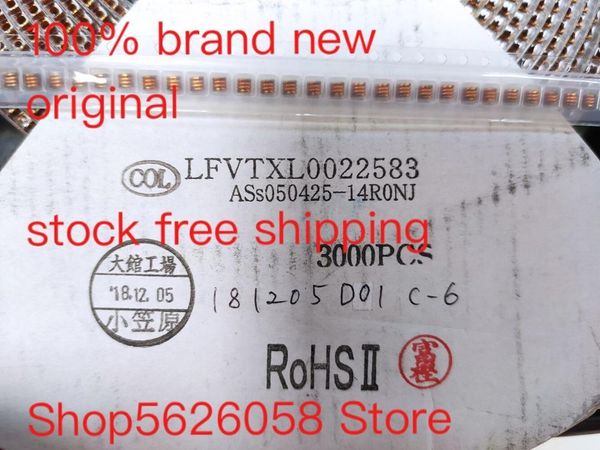 100% brand new
original
COL LFVTXL0022583
ASs050425-14R0NJ
stock free shipping
3000PCS
大館工場
'18.12.05
小笠原
181205D01 C-6
RoHSⅡ
Shop5626058 Store